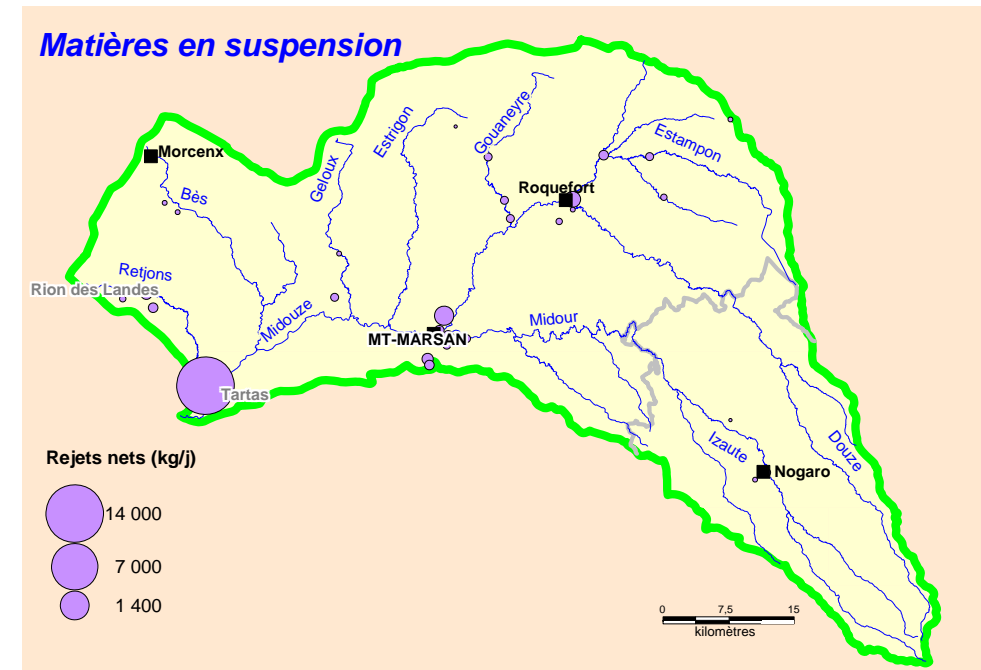 Matières en suspension
Morcenx
Bès
Geloux
Estrigon
Gouaneyre
Estampon
Roquefort
Retjons
Rion des Landes
Midouze
MT-MARSAN
Midour
Tartas
Izaute
Douze
Nogaro
Rejets nets (kg/j)
14 000
7 000
1 400
0 7,5 15
kilomètres